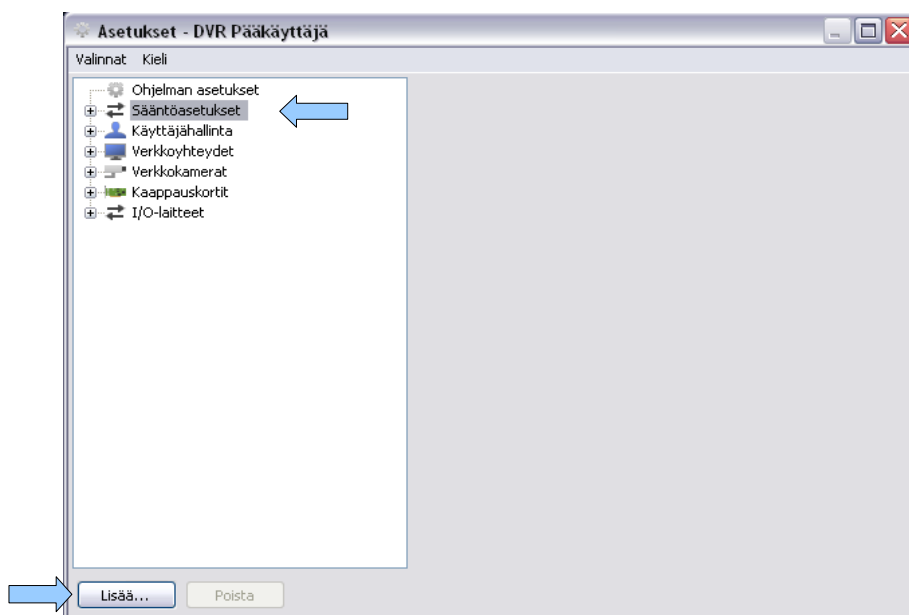 Asetukset - DVR Pääkäyttäjä
Valinnat Kieli
Ohjelman asetukset
Sääntöasetukset
Käyttäjähallinta
Verkkoyhteydet
Verkkokamerat
Kaappauskortit
I/O-laitteet
Lisää... Poista